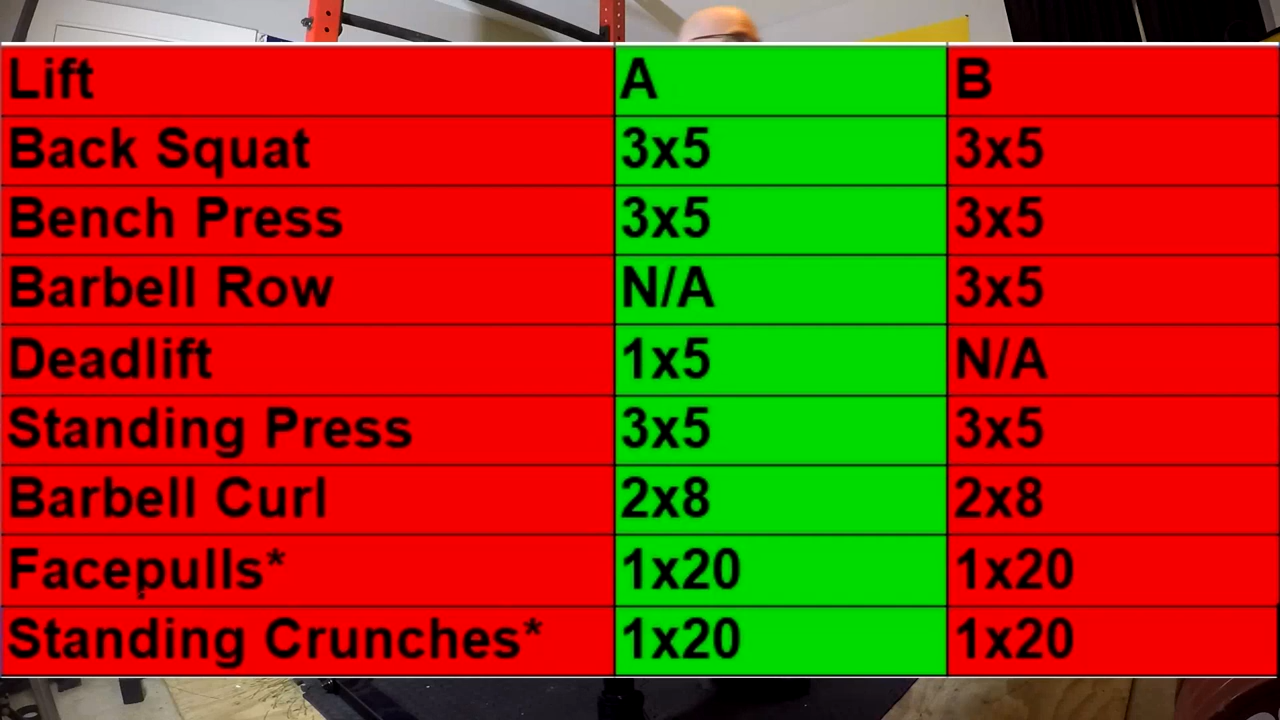 Lift A B
Back Squat 3x5 3x5
Bench Press 3x5 3x5
Barbell Row N/A 3x5
Deadlift 1x5 N/A
Standing Press 3x5 3x5
Barbell Curl 2x8 2x8
Facepulls* 1x20 1x20
Standing Crunches* 1x20 1x20